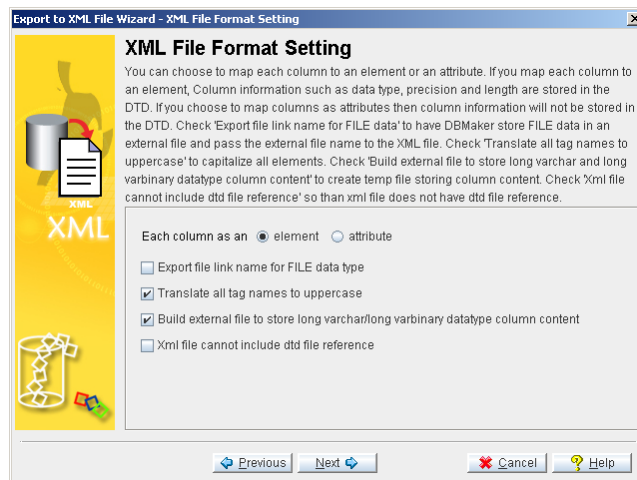 Export to XML File Wizard - XML File Format Setting
XML File Format Setting
You can choose to map each column to an element or an attribute. If you map each column to
an element, Column information such as data type, precision and length are stored in the
DTD. If you choose to map columns as attributes then column information will not be stored in
the DTD. Check 'Export file link name for FILE data' to have DBMaker store FILE data in an
external file and pass the external file name to the XML file. Check 'Translate all tag names to
uppercase' to capitalize all elements. Check 'Build external file to store long varchar and long
varbinary datatype column content' to create temp file storing column content. Check 'Xml file
cannot include dtd file reference' so than xml file does not have dtd file reference.
XML
XML
Each column as an element attribute
Export file link name for FILE data type
Translate all tag names to uppercase
Build external file to store long varchar/long varbinary datatype column content
Xml file cannot include dtd file reference
Previous Next Cancel Help